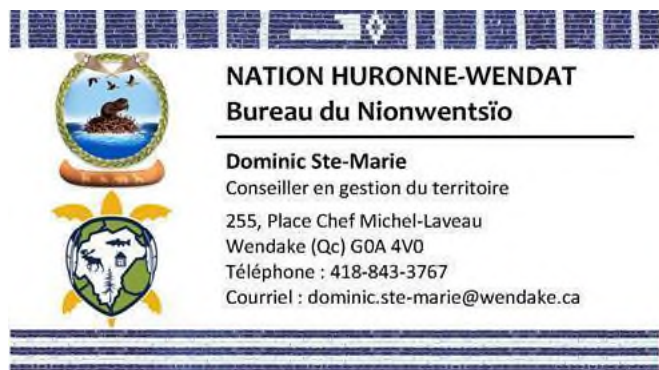 NATION HURONNE-WENDAT
Bureau du Nionwentsïo
Dominic Ste-Marie
Conseiller en gestion du territoire
255, Place Chef Michel-Laveau
Wendake (Qc) G0A 4V0
Téléphone : 418-843-3767
Courriel : dominic.ste-marie@wendake.ca